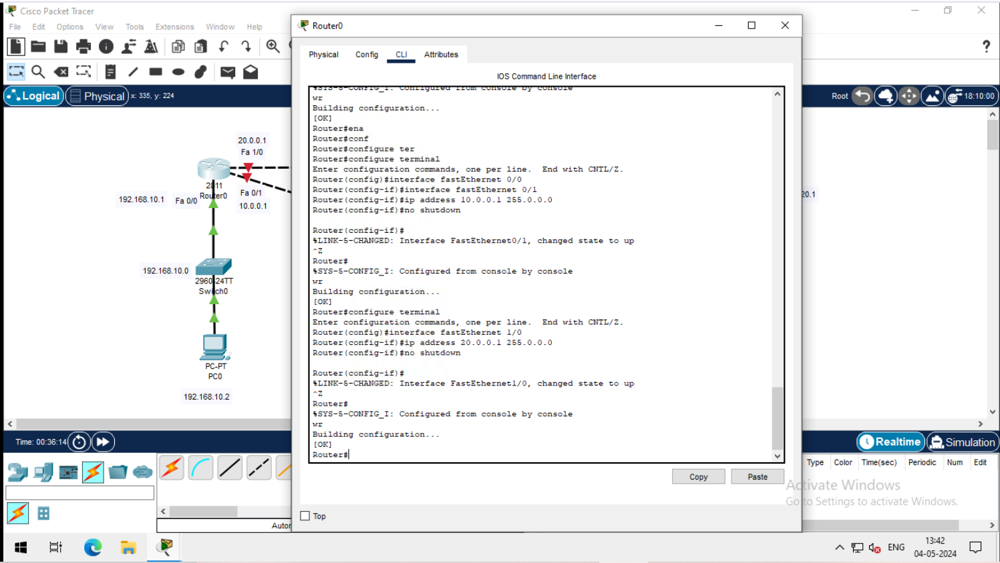 Cisco Packet Tracer
File Edit Options View Tools Extensions Window Help
Logical
Physical
x: 335, y: 224
Root
18:10:00
20.0.0.1
Fa 1/0
2811
Router0
192.168.10.1
Fa 0/0
Fa 0/1
10.0.0.1
192.168.10.0
2960-24TT
Switch0
PC-PT
PC0
192.168.10.2
20.1
Router0
Physical Config CLI Attributes
IOS Command Line Interface
%SYS-5-CONFIG_I: Configured from console by console
wr
Building configuration...
[OK]
Router#ena
Router#conf
Router#configure ter
Router#configure terminal
Enter configuration commands, one per line. End with CNTL/Z.
Router(config)#interface fastEthernet 0/0
Router(config-if)#interface fastEthernet 0/1
Router(config-if)#ip address 10.0.0.1 255.0.0.0
Router(config-if)#no shutdown
Router(config-if)#
%LINK-5-CHANGED: Interface FastEthernet0/1, changed state to up
^Z
Router#
%SYS-5-CONFIG_I: Configured from console by console
wr
Building configuration...
[OK]
Router#configure terminal
Enter configuration commands, one per line. End with CNTL/Z.
Router(config)#interface fastEthernet 1/0
Router(config-if)#ip address 20.0.0.1 255.0.0.0
Router(config-if)#no shutdown
Router(config-if)#
%LINK-5-CHANGED: Interface FastEthernet1/0, changed state to up
^Z
Router#
%SYS-5-CONFIG_I: Configured from console by console
wr
Building configuration...
[OK]
Router#
Copy
Paste
Top
Time: 00:36:14
Realtime
Simulation
Type Color Time(sec) Periodic Num Edit
Autor
Activate Windows
Go to Settings to activate Windows.
ENG
13:42
04-05-2024